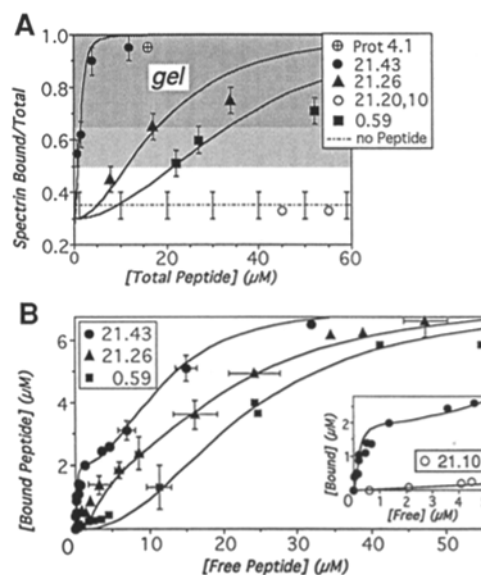 A
Spectrin Bound/Total
1.0
0.8
0.6
0.4
0.2
gel
Prot 4.1
21.43
21.26
21.20,10
0.59
no Peptide
0 20 40 60
[Total Peptide] (μM)
B
[Bound Peptide] (μM)
6
4
2
0
21.43
21.26
0.59
[Bound] (μM)
2
1
0
21.10
0 1 2 3 4
[Free] (μM)
0 10 20 30 40 50
[Free Peptide] (μM)